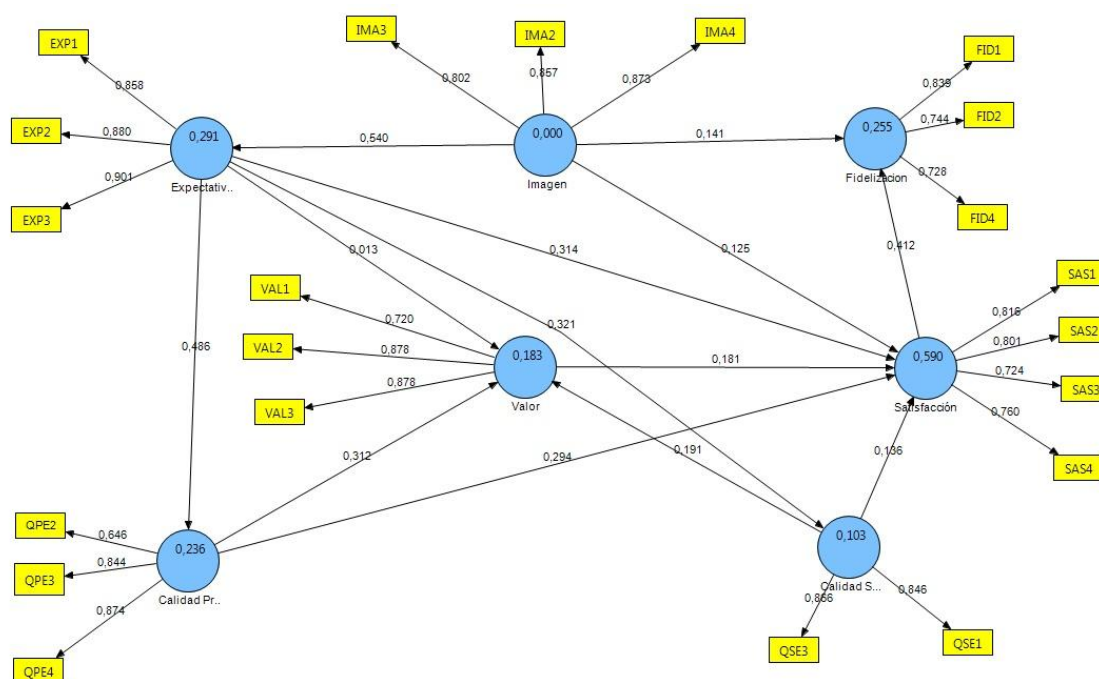 IMA3
IMA2
IMA4
EXP1
FID1
0,802
0,857
0,873
0,858
0,839
EXP2
0,880
0,291
0,540
0,000
0,141
0,255
0,744
FID2
Expectativ..
Imagen
Fidelizacion
0,901
0,728
EXP3
FID4
0,013
0,314
0,125
0,412
VAL1
SAS1
0,720
0,816
0,486
VAL2
0,878
0,321
0,183
0,181
0,590
0,801
SAS2
0,878
0,724
SAS3
VAL3
Valor
Satisfacción
0,760
0,312
0,294
0,191
0,136
SAS4
QPE2
0,646
0,236
0,103
QPE3
0,844
Calidad Pr..
Calidad S...
0,874
0,866
0,846
QPE4
QSE3
QSE1